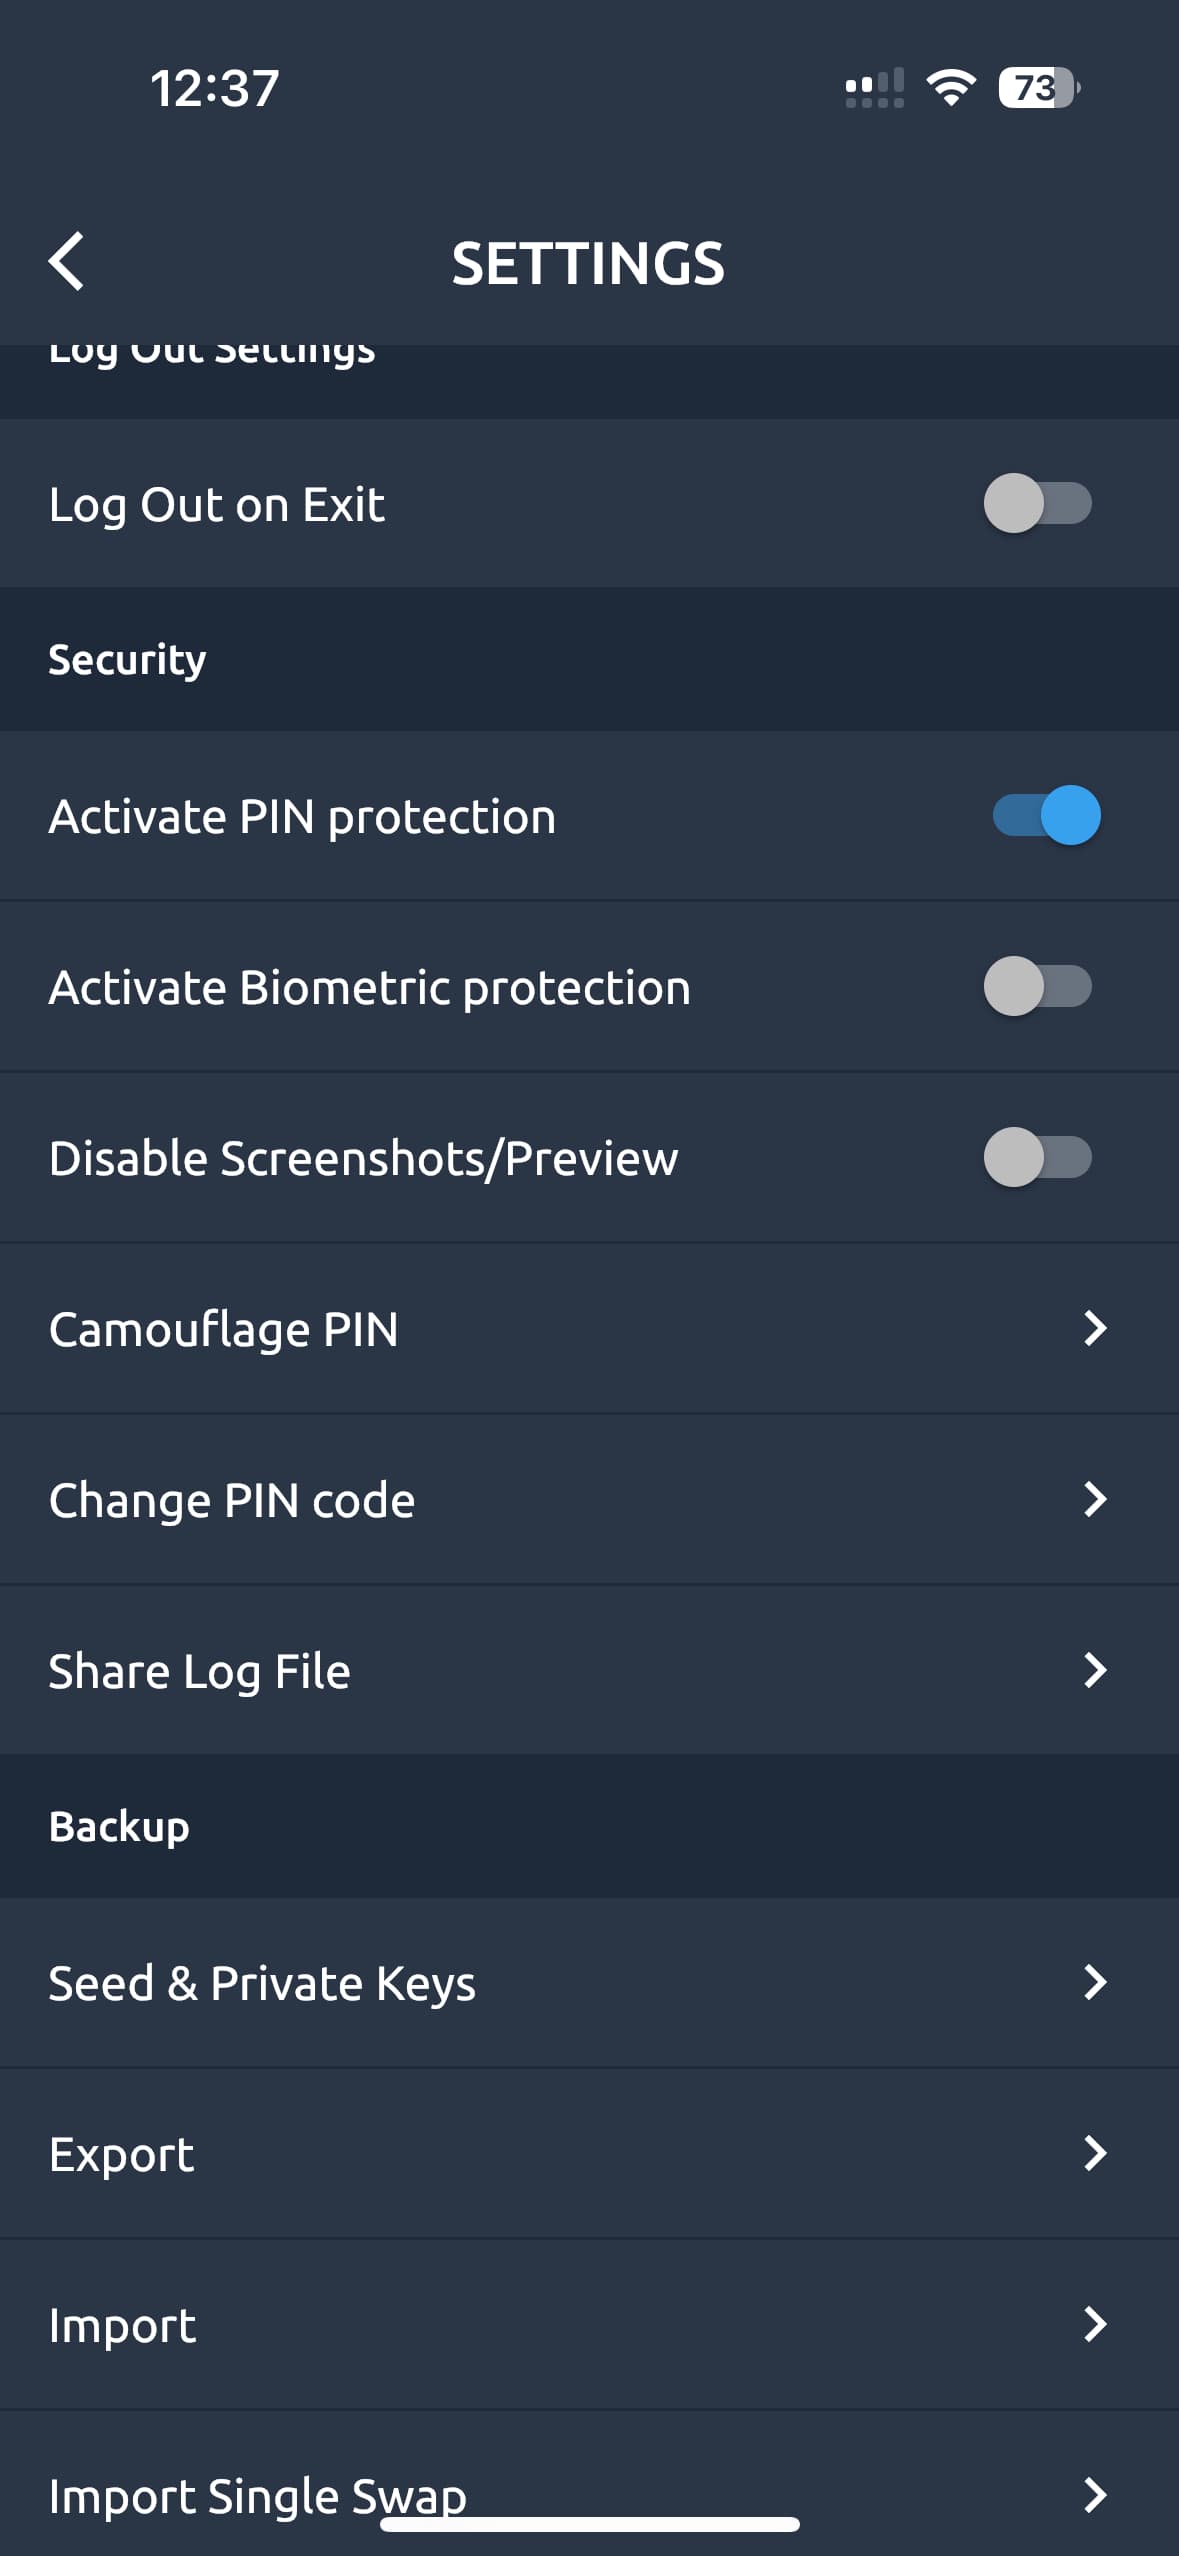 12:37
73
SETTINGS
Log Out Settings
Log Out on Exit
Security
Activate PIN protection
Activate Biometric protection
Disable Screenshots/Preview
Camouflage PIN
Change PIN code
Share Log File
Backup
Seed & Private Keys
Export
Import
Import Single Swap